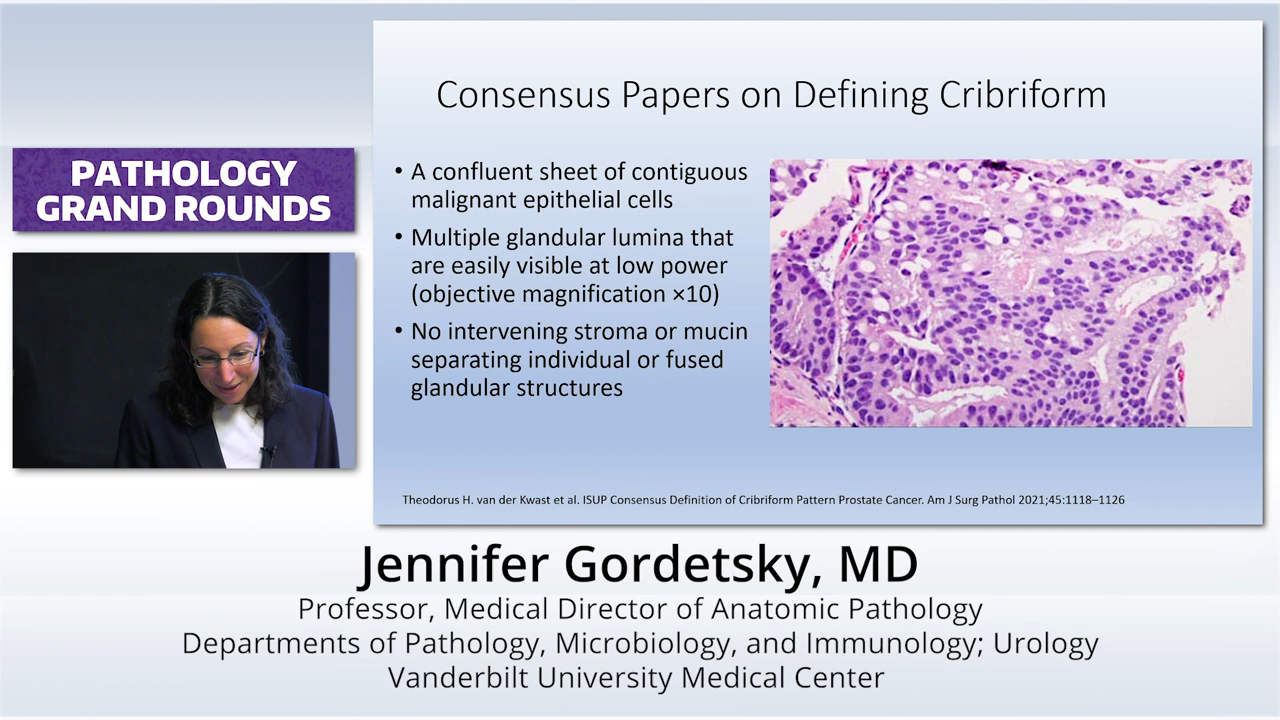 PATHOLOGY
GRAND ROUNDS
Consensus Papers on Defining Cribriform
• A confluent sheet of contiguous
malignant epithelial cells
• Multiple glandular lumina that
are easily visible at low power
(objective magnification ×10)
• No intervening stroma or mucin
separating individual or fused
glandular structures
Theodorus H. van der Kwast et al. ISUP Consensus Definition of Cribriform Pattern Prostate Cancer. Am J Surg Pathol 2021;45:1118–1126
Jennifer Gordetsky, MD
Professor, Medical Director of Anatomic Pathology
Departments of Pathology, Microbiology, and Immunology; Urology
Vanderbilt University Medical Center